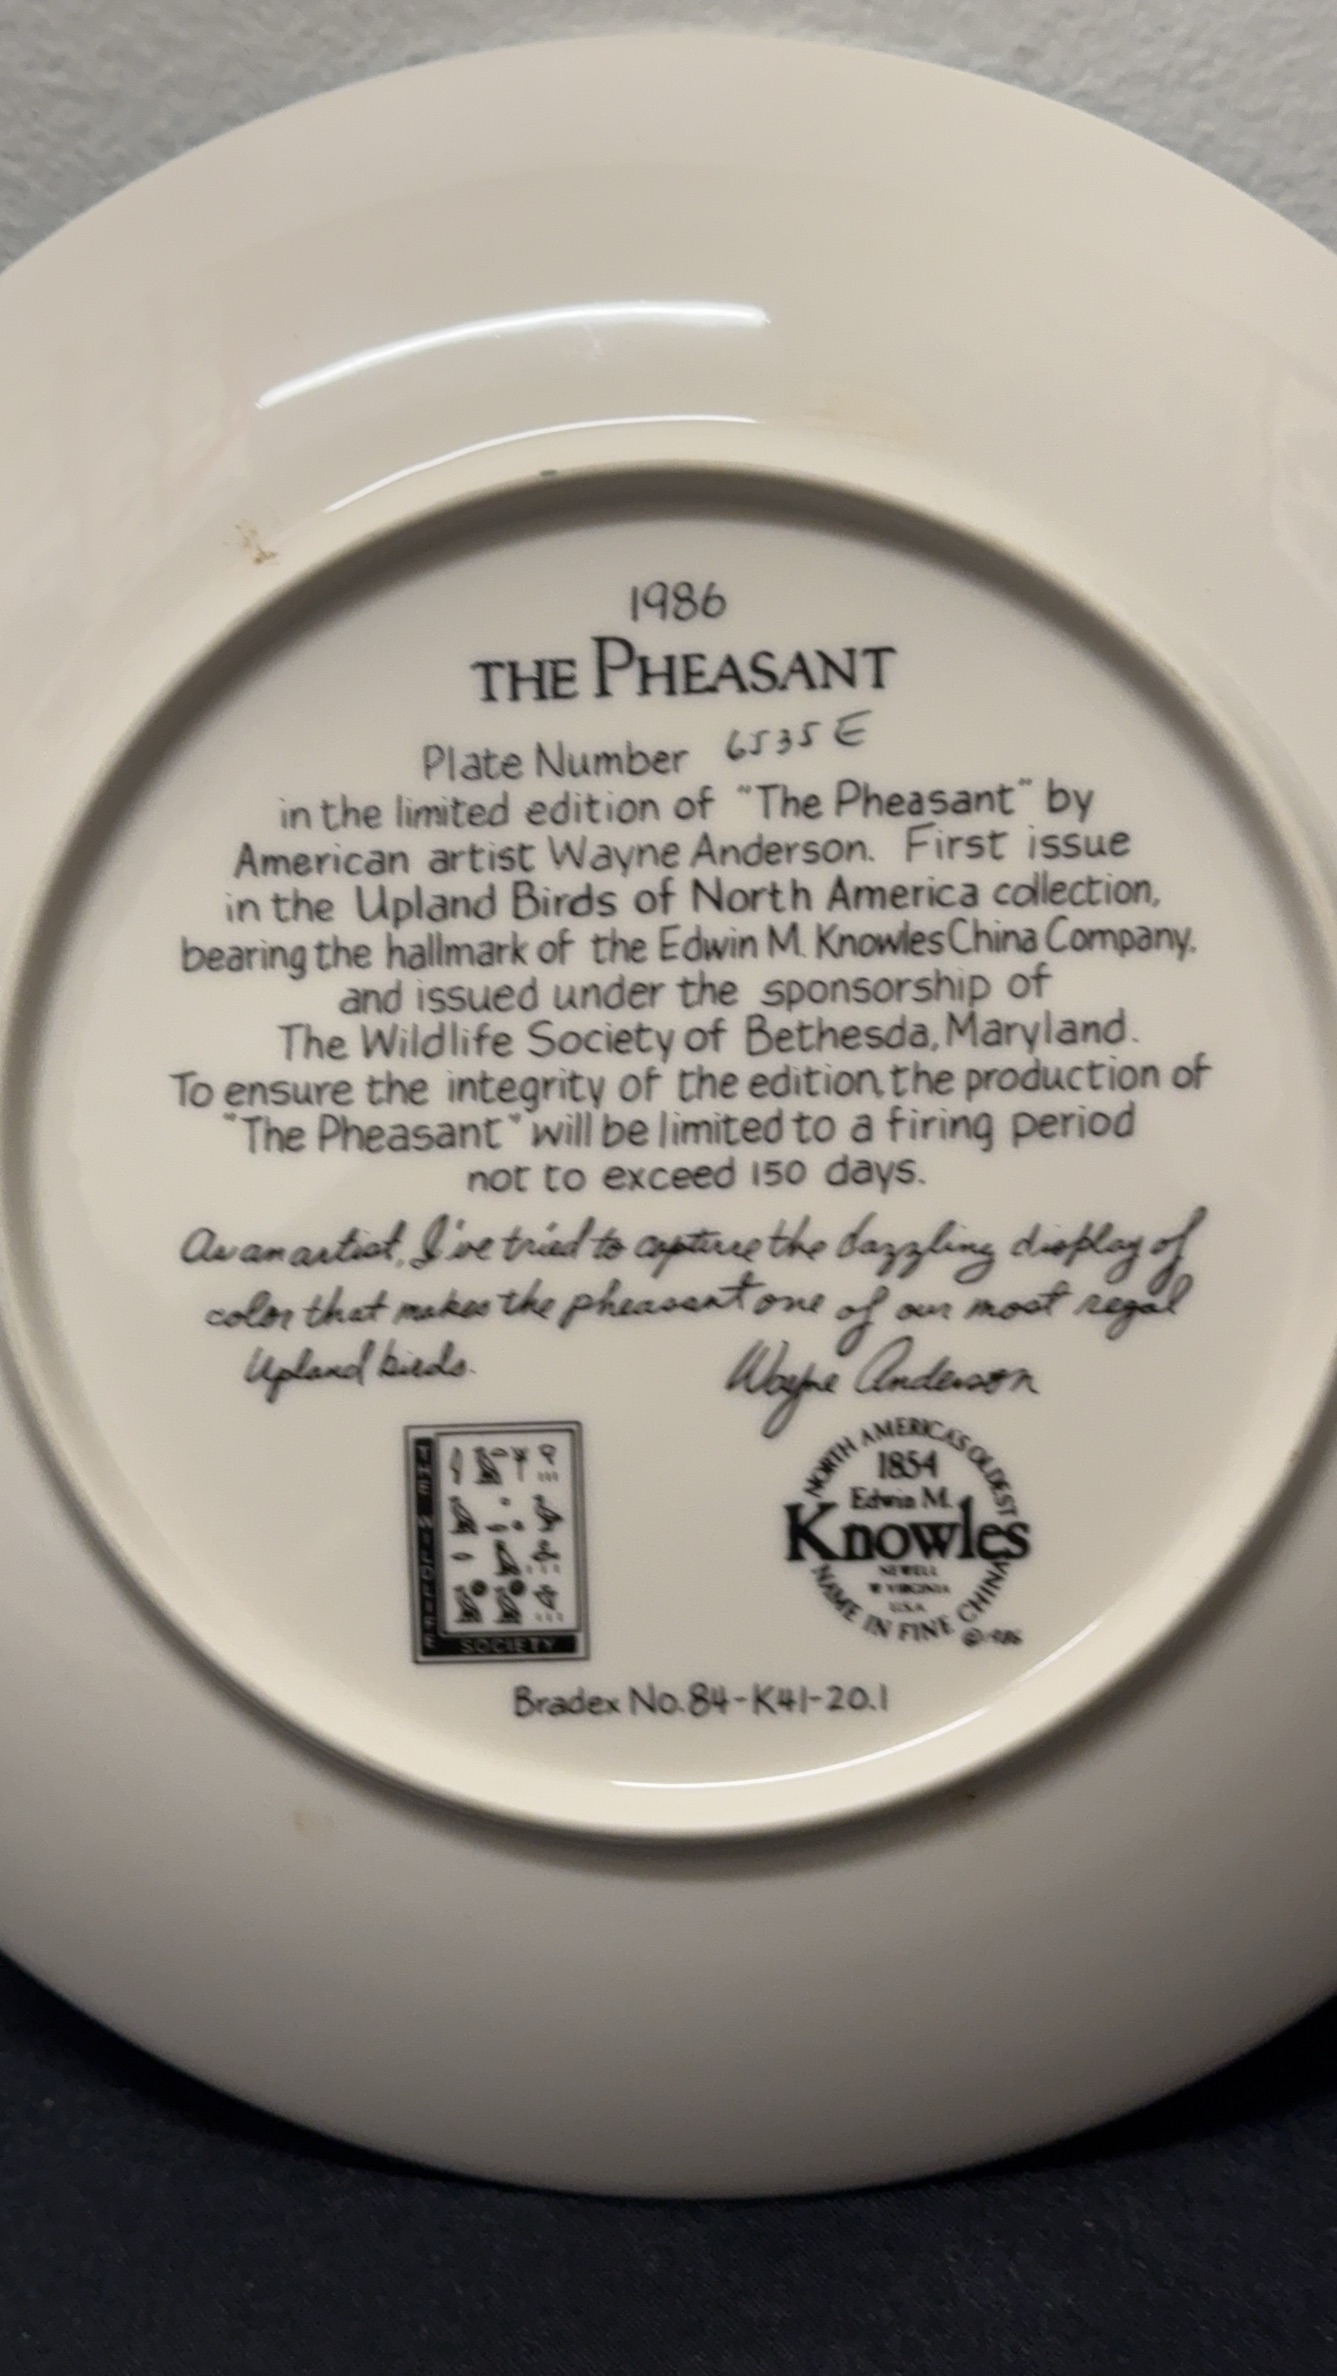 1986
THE PHEASANT
Plate Number 6535E
in the limited edition of "The Pheasant" by
American artist Wayne Anderson. First issue
in the Upland Birds of North America collection,
bearing the hallmark of the Edwin M. Knowles China Company.
and issued under the sponsorship of
The Wildlife Society of Bethesda, Maryland.
To ensure the integrity of the edition, the production of
"The Pheasant" will be limited to a firing period
not to exceed 150 days.
As an artist, I've tried to capture the dazzling display of
color that makes the pheasant one of our most regal
Upland birds.
Wayne Anderson
THE WILDLIFE
SOCIETY
NORTH AMERICA'S OLDEST
1854
Edwin M.
Knowles
NEWELL
W VIRGINIA
U.S.A.
NAME IN FINE CHINA
© 1986
Bradex No. 84-K41-20.1